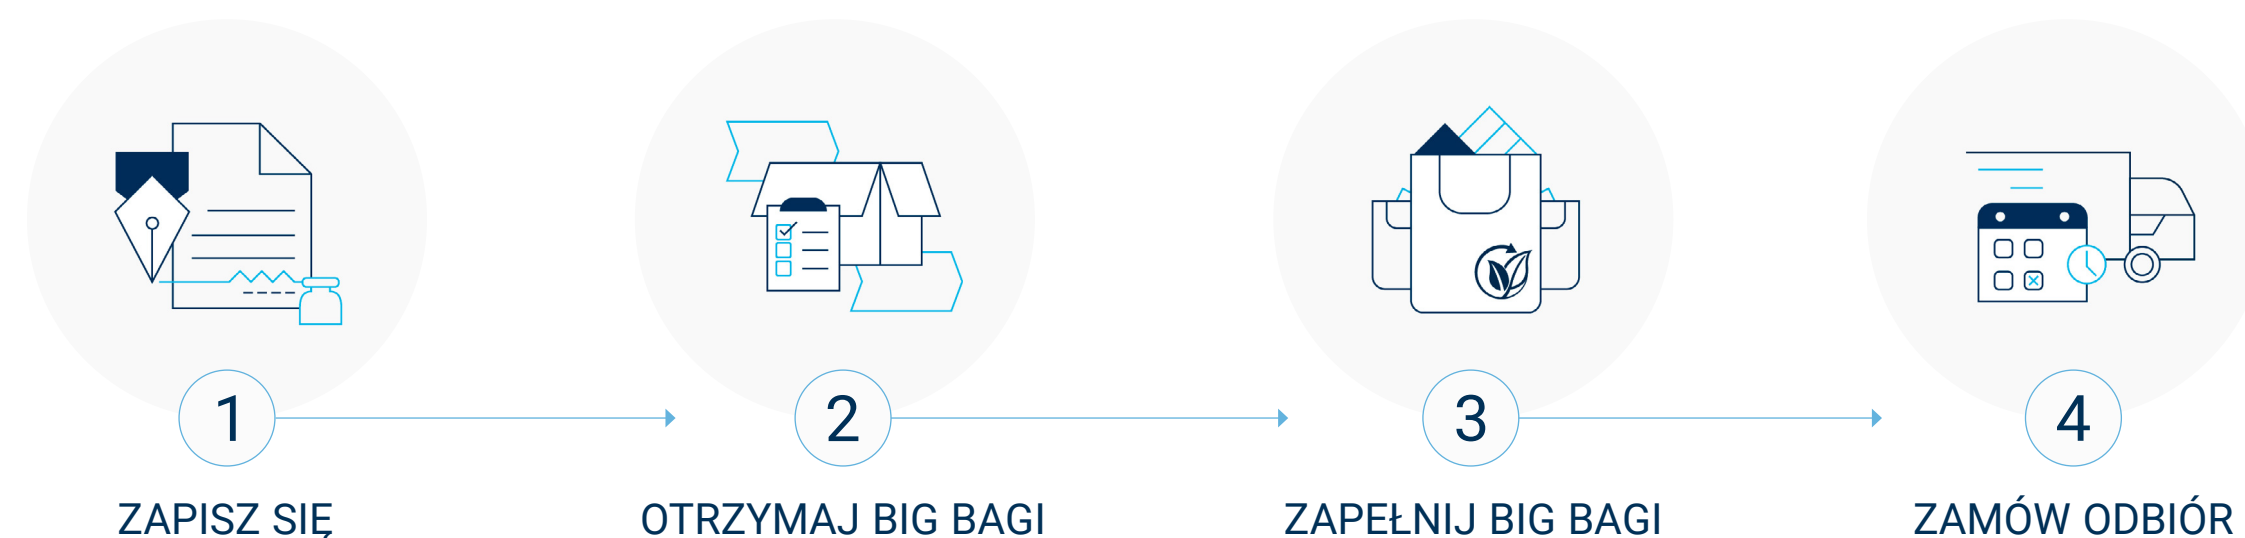 1
2
3
4
ZAPISZ SIĘ
OTRZYMAJ BIG BAGI
ZAPEŁNIJ BIG BAGI
ZAMÓW ODBIÓR